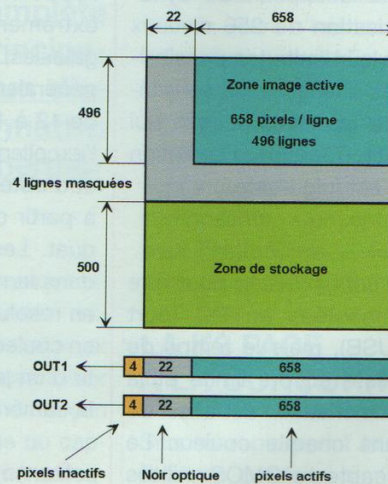 22 658
496
Zone image active
658 pixels / ligne
496 lignes
4 lignes masquées
500
Zone de stockage
OUT1 4 22 658
OUT2 4 22 658
pixels inactifs Noir optique pixels actifs